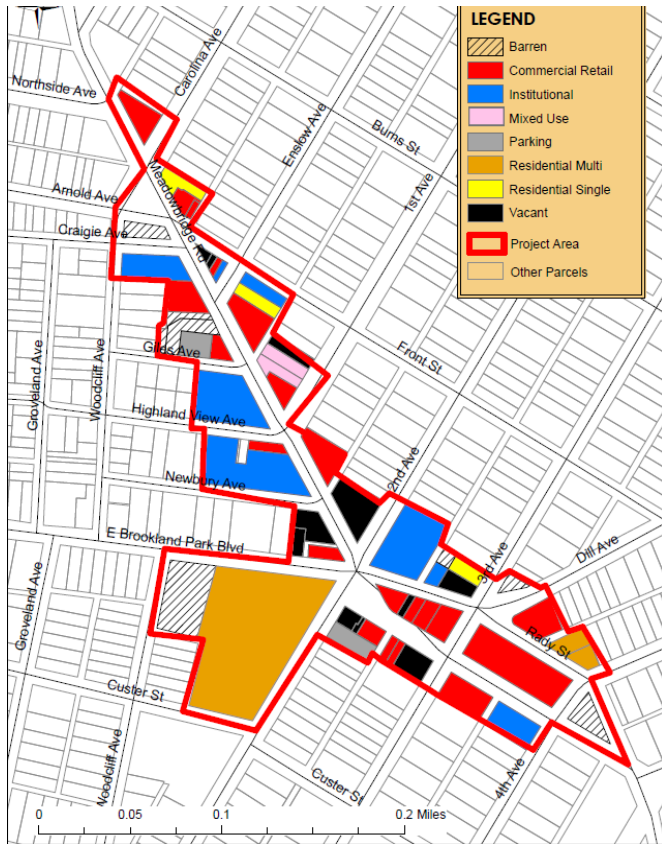 LEGEND
Barren
Commercial Retail
Institutional
Mixed Use
Parking
Residential Multi
Residential Single
Vacant
Project Area
Other Parcels
Northside Ave
Carolina Ave
Enslow Ave
Burns St
1st Ave
Arnold Ave
Meadowbridge Rd
Craigie Ave
Front St
Giles Ave
Groveland Ave
Woodcliff Ave
Highland View Ave
2nd Ave
Newbury Ave
E Brookland Park Blvd
3rd Ave
Dill Ave
Groveland Ave
Rady St
Custer St
Woodcliff Ave
Custer St
4th Ave
0 0.05 0.1 0.2 Miles